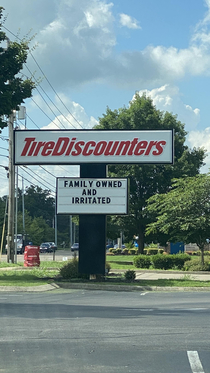 TireDiscounters
FAMILY OWNED
AND
IRRITATED